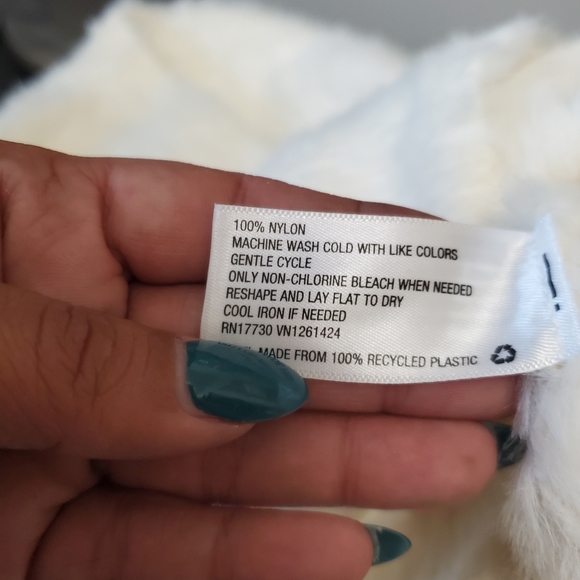 100% NYLON
MACHINE WASH COLD WITH LIKE COLORS
GENTLE CYCLE
ONLY NON-CHLORINE BLEACH WHEN NEEDED
RESHAPE AND LAY FLAT TO DRY
COOL IRON IF NEEDED
RN17730 VN1261424
MADE FROM 100% RECYCLED PLASTIC